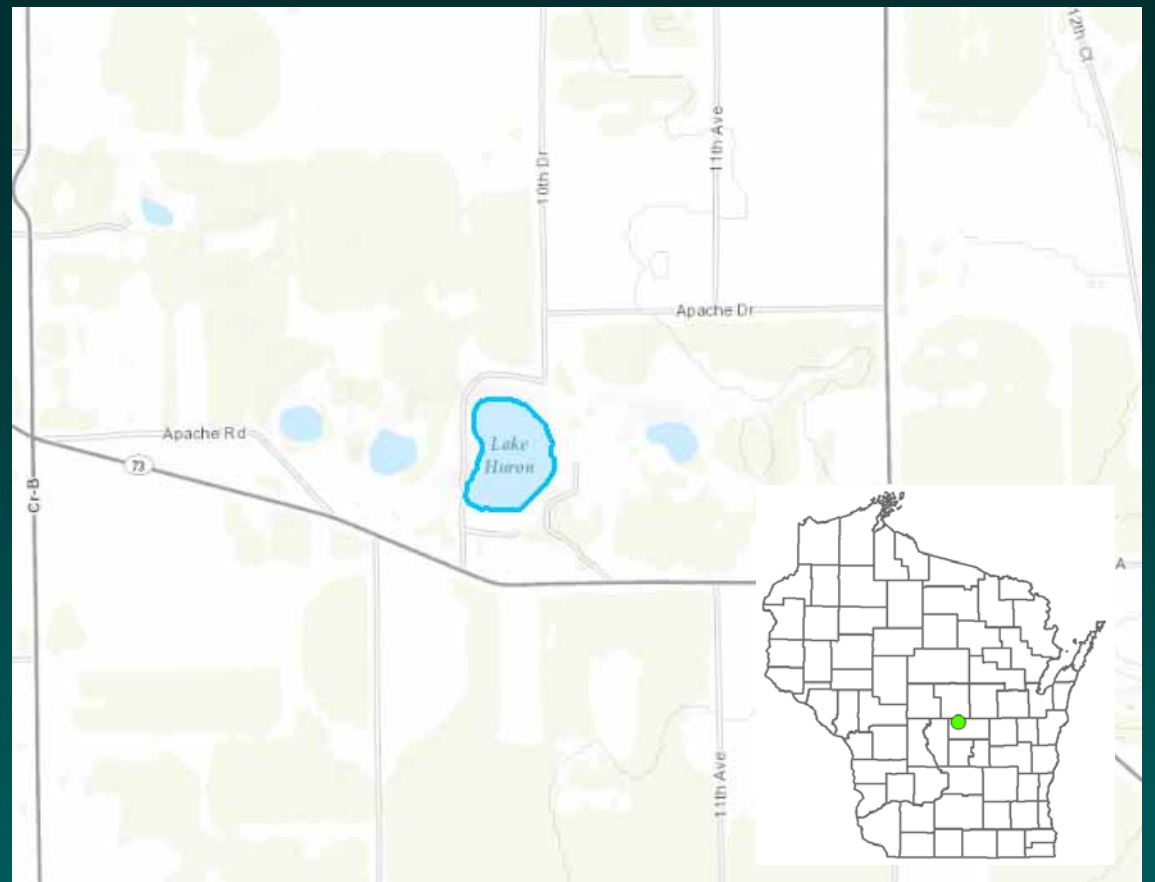 12th Ct
11th Ave
10th Dr
Apache Dr
Apache Rd
Lake
Huron
73
Cr-B
A
11th Ave